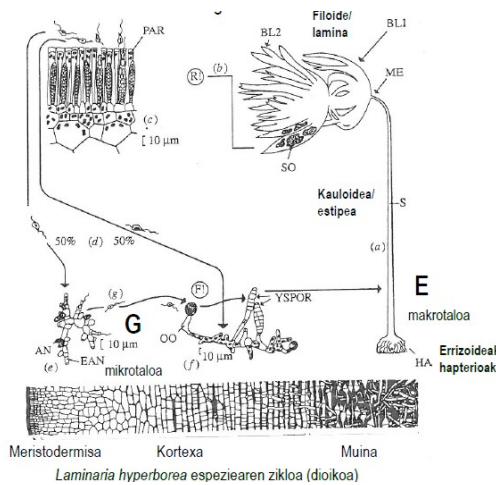 PAR
BL2
Filoide/
lamina
BL1
R!
(b)
ME
(c)
10 µm
SO
Kauloidea/
estipea
S
50%
(d)
50%
(a)
(g)
F!
YSPOR
E
makrotaloa
G
OO
AN
10 µm
EAN
(e)
mikrotaloa
10 µm
(f)
HA
Errizoideak
hapterioak
Meristodermisa
Kortexa
Muina
Laminaria hyperborea espeziearen zikloa (dioikoa)